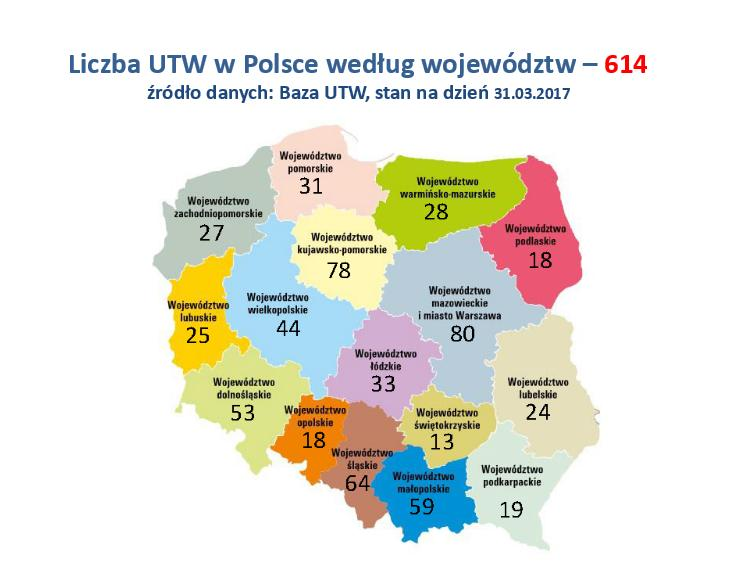 Liczba UTW w Polsce według województw – 614
źródło danych: Baza UTW, stan na dzień 31.03.2017
Województwo
pomorskie
31
Województwo
warmińsko-mazurskie
28
Województwo
zachodniopomorskie
27
Województwo
podlaskie
18
Województwo
kujawsko-pomorskie
78
Województwo
mazowieckie
i miasto Warszawa
80
Województwo
wielkopolskie
44
Województwo
lubuskie
25
Województwo
łódzkie
33
Województwo
lubelskie
24
Województwo
dolnośląskie
53
Województwo
opolskie
18
Województwo
świętokrzyskie
13
Województwo
śląskie
64
Województwo
małopolskie
59
Województwo
podkarpackie
19